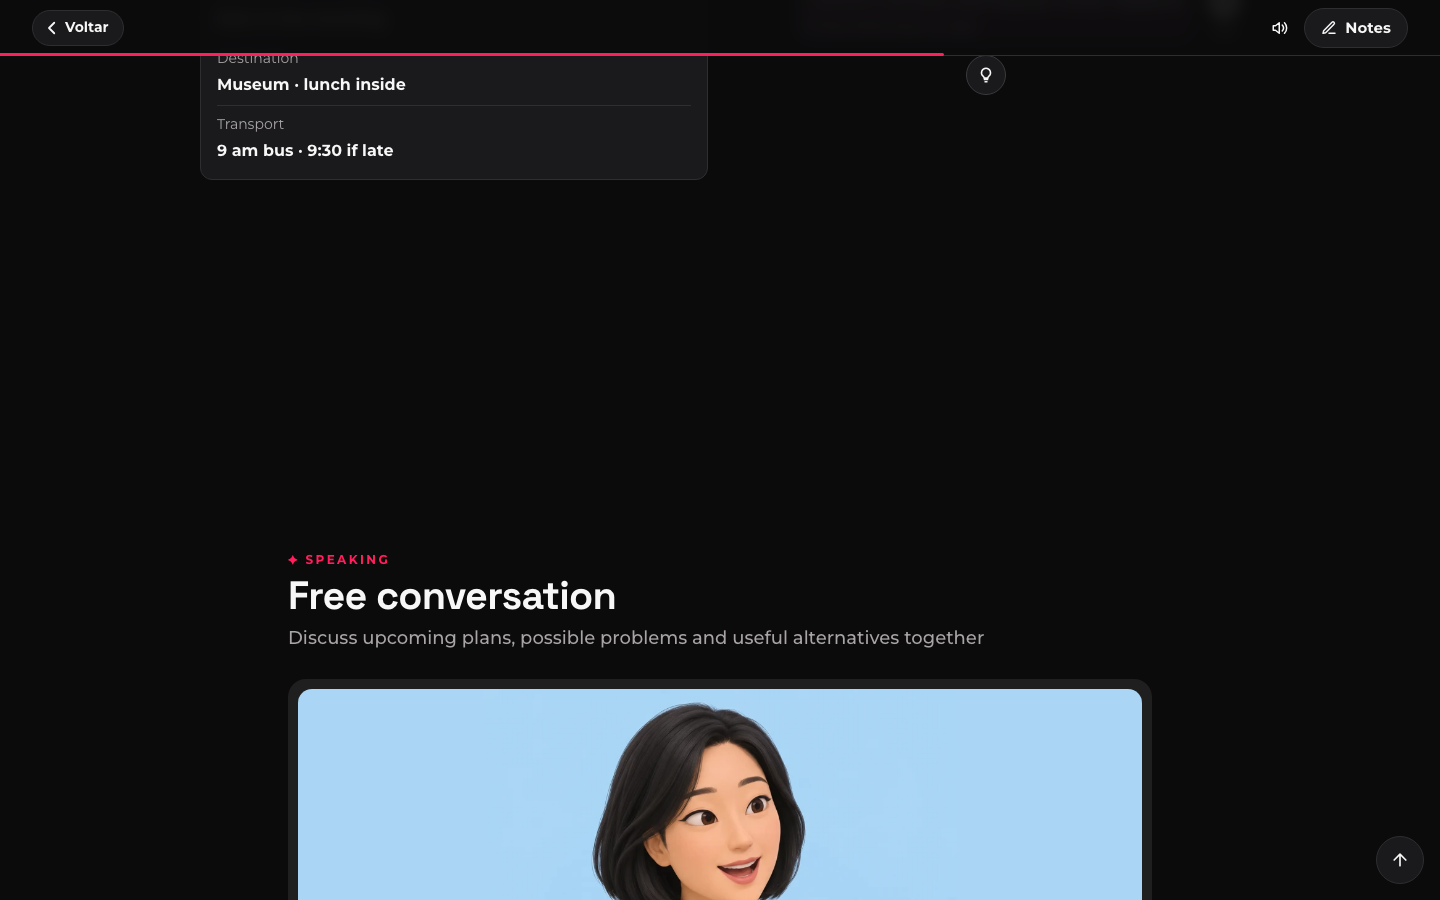 Voltar
Notes
Destination
Museum · lunch inside
Transport
9 am bus · 9:30 if late
SPEAKING
Free conversation
Discuss upcoming plans, possible problems and useful alternatives together